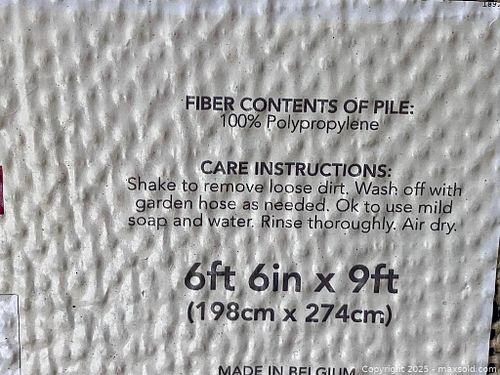 FIBER CONTENTS OF PILE:
100% Polypropylene
CARE INSTRUCTIONS:
Shake to remove loose dirt. Wash off with
garden hose as needed. Ok to use mild
soap and water. Rinse thoroughly. Air dry.
6ft 6in x 9ft
(198cm x 274cm)
MADE IN BELGIUM
Copyright 2025 - maxsold.com